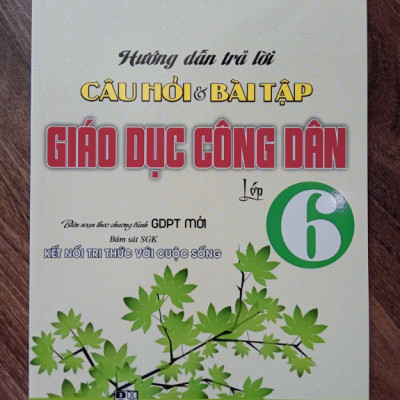 Hướng dẫn trả lời
CÂU HỎI & BÀI TẬP
GIÁO DỤC CÔNG DÂN
Lớp 6
Biên soạn theo chương trình GDPT MỚI
Bám sát SGK
KẾT NỐI TRI THỨC VỚI CUỘC SỐNG